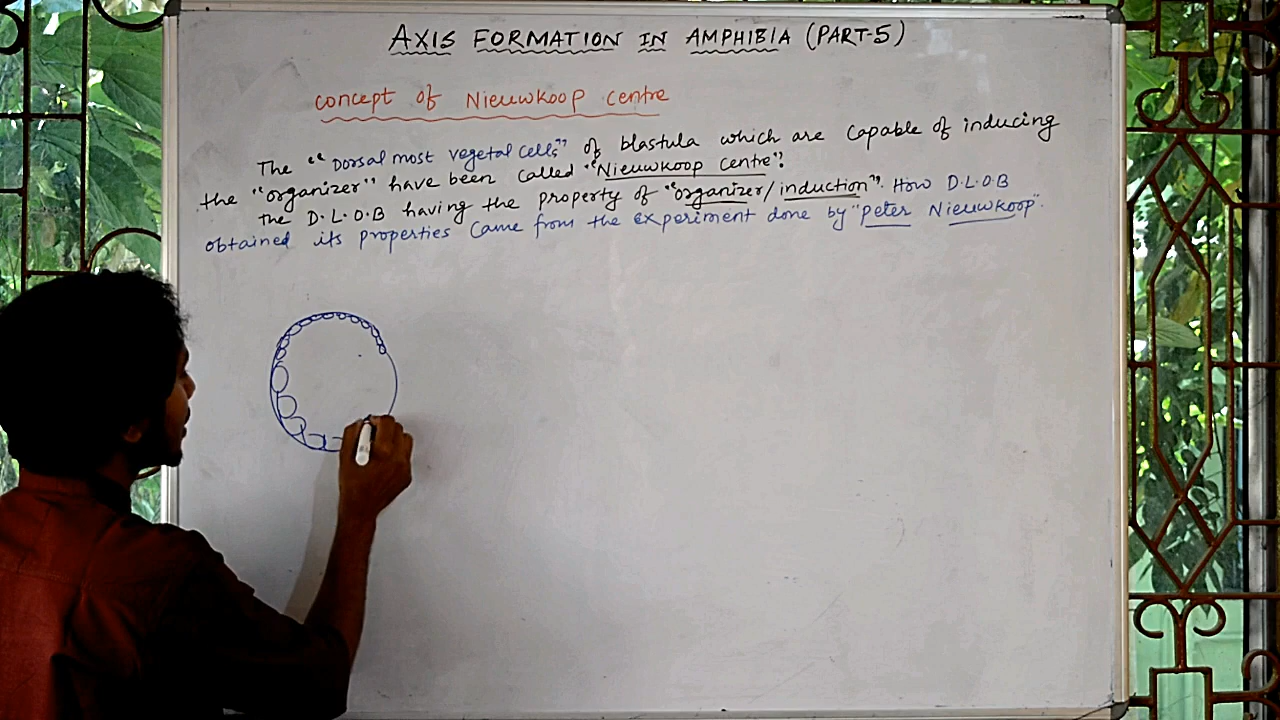 AXIS FORMATION IN AMPHIBIA (PART-5)
concept of Nieuwkoop centre
The "Dorsal most vegetal cells" of blastula which are capable of inducing
the "organizer" have been called "Nieuwkoop centre".
The D.L.O.B having the property of "organizer/induction". How D.L.O.B
obtained its properties came from the experiment done by "peter Nieuwkoop".